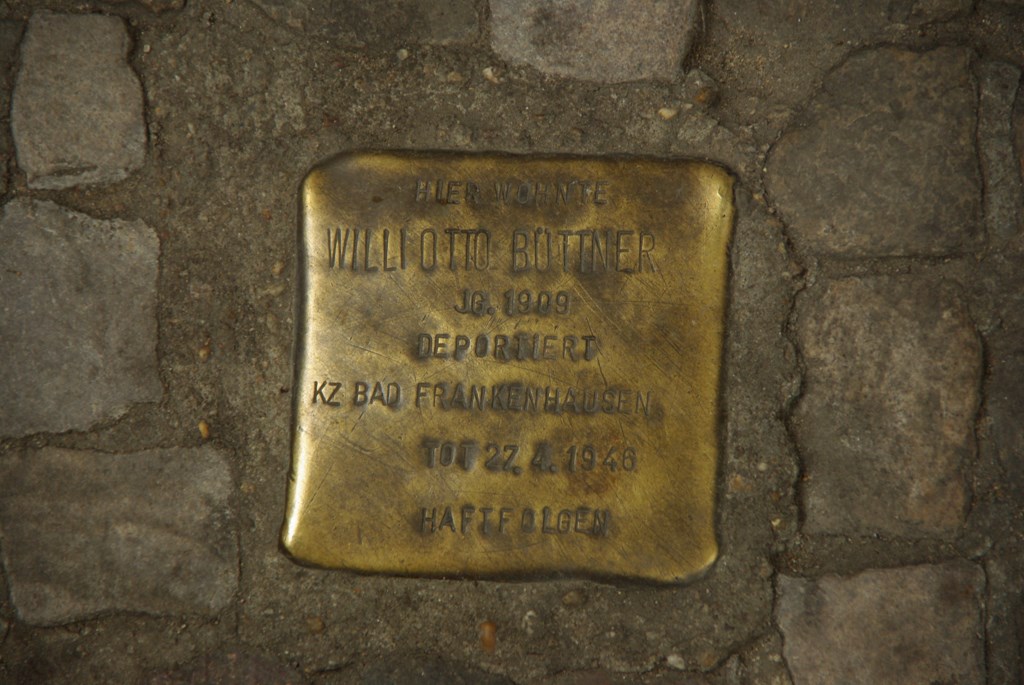 HIER WOHNTE
WILLI OTTO BÜTTNER
JG. 1909
DEPORTIERT
KZ BAD FRANKENHAUSEN
TOT 27. 4. 1946
HAFTFOLGEN